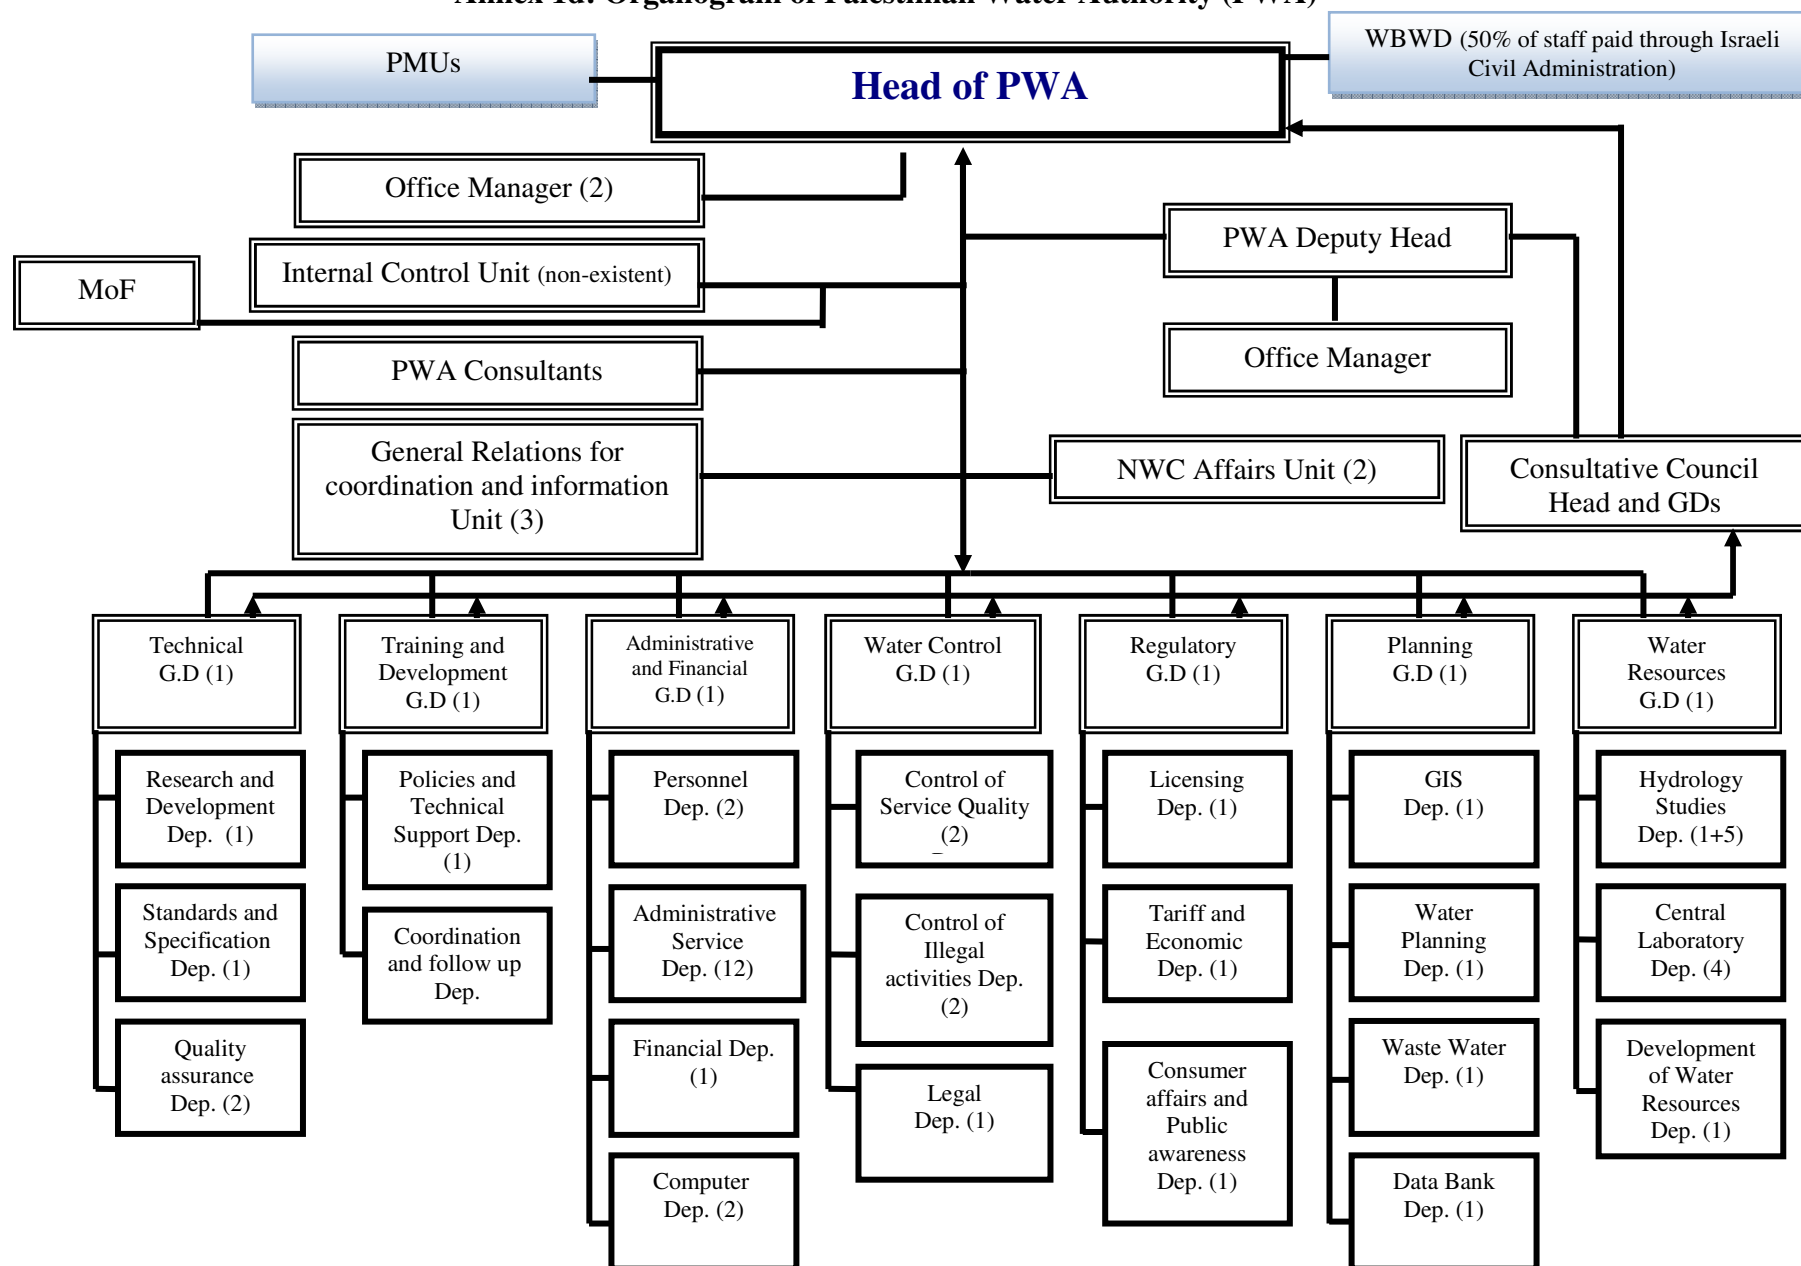 Annex 1d: Organogram of Palestinian Water Authority (PWA)
PMUs
Head of PWA
WBWD (50% of staff paid through Israeli
Civil Administration)
Office Manager (2)
PWA Deputy Head
Internal Control Unit (non-existent)
MoF
Office Manager
PWA Consultants
General Relations for
coordination and information
Unit (3)
NWC Affairs Unit (2)
Consultative Council
Head and GDs
Technical
G.D (1)
Training and
Development
G.D (1)
Administrative
and Financial
G.D (1)
Water Control
G.D (1)
Regulatory
G.D (1)
Planning
G.D (1)
Water
Resources
G.D (1)
Research and
Development
Dep. (1)
Standards and
Specification
Dep. (1)
Quality
assurance
Dep. (2)
Policies and
Technical
Support Dep.
(1)
Coordination
and follow up
Dep.
Personnel
Dep. (2)
Administrative
Service
Dep. (12)
Financial Dep.
(1)
Computer
Dep. (2)
Control of
Service Quality
(2)
Control of
Illegal
activities Dep.
(2)
Legal
Dep. (1)
Licensing
Dep. (1)
Tariff and
Economic
Dep. (1)
Consumer
affairs and
Public
awareness
Dep. (1)
GIS
Dep. (1)
Water
Planning
Dep. (1)
Waste Water
Dep. (1)
Data Bank
Dep. (1)
Hydrology
Studies
Dep. (1+5)
Central
Laboratory
Dep. (4)
Development
of Water
Resources
Dep. (1)